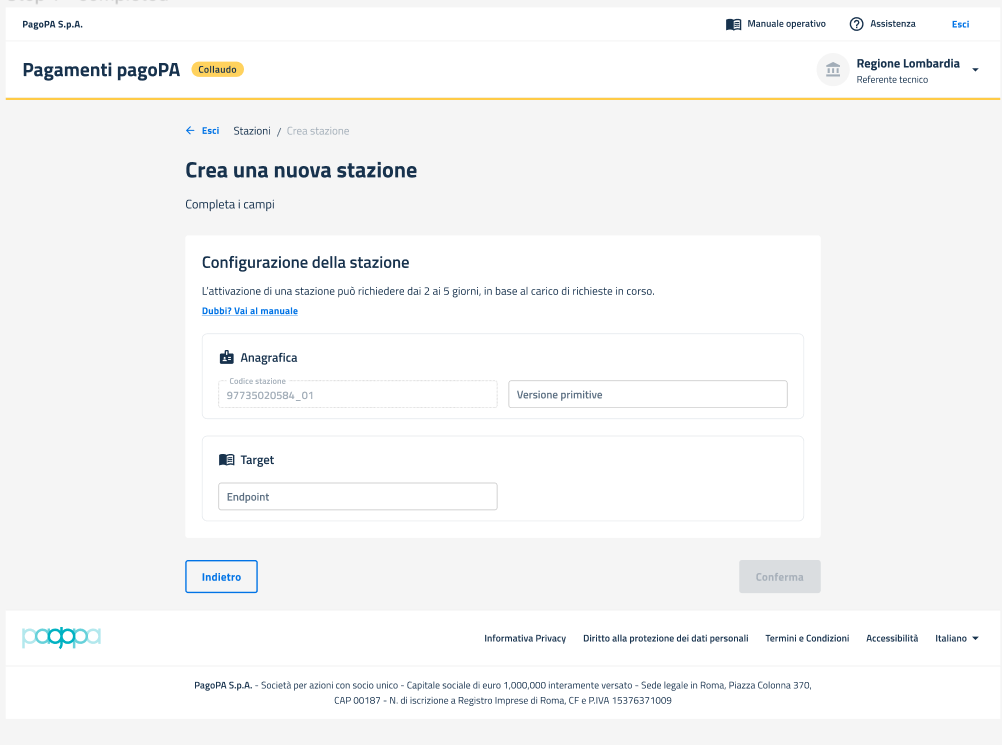 Step 1 - Completed
PagoPA S.p.A.
Manuale operativo
Assistenza
Esci
Pagamenti pagoPA
Collaudo
Regione Lombardia
Referente tecnico
Esci
Stazioni / Crea stazione
Crea una nuova stazione
Completa i campi
Configurazione della stazione
L'attivazione di una stazione può richiedere dai 2 ai 5 giorni, in base al carico di richieste in corso.
Dubbi? Vai al manuale
Anagrafica
Codice stazione
97735020584_01
Versione primitive
Target
Endpoint
Indietro
Conferma
pagopa
Informativa Privacy
Diritto alla protezione dei dati personali
Termini e Condizioni
Accessibilità
Italiano
PagoPA S.p.A. - Società per azioni con socio unico - Capitale sociale di euro 1,000,000 interamente versato - Sede legale in Roma, Piazza Colonna 370,
CAP 00187 - N. di iscrizione a Registro Imprese di Roma, CF e P.IVA 15376371009